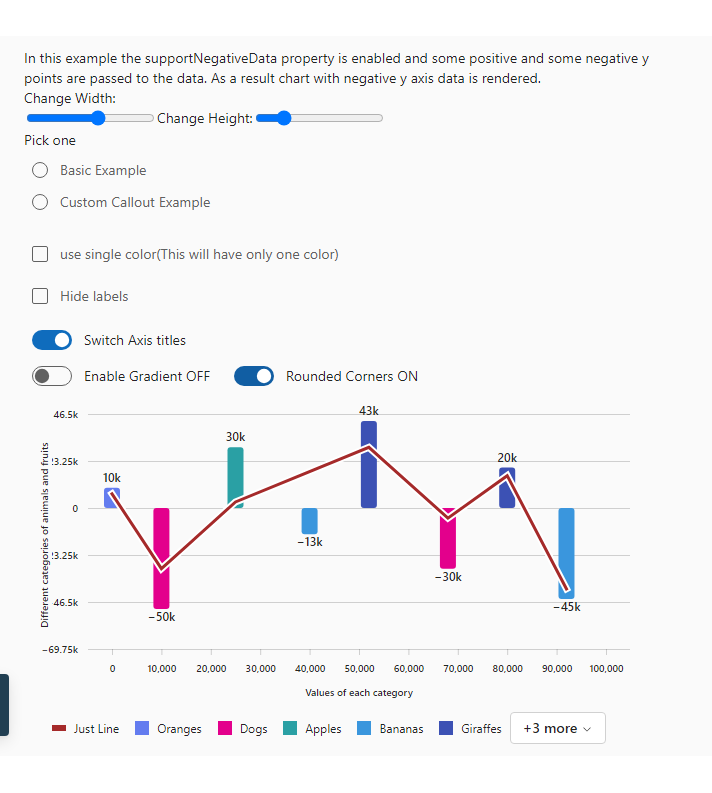 In this example the supportNegativeData property is enabled and some positive and some negative y
points are passed to the data. As a result chart with negative y axis data is rendered.
Change Width:
Change Height:
Pick one
Basic Example
Custom Callout Example
use single color(This will have only one color)
Hide labels
Switch Axis titles
Enable Gradient OFF
Rounded Corners ON
Different categories of animals and fruits
46.5k
3.25k
0
3.25k
46.5k
−69.75k
10k
−50k
30k
−13k
43k
−30k
20k
−45k
0 10,000 20,000 30,000 40,000 50,000 60,000 70,000 80,000 90,000 100,000
Values of each category
Just Line Oranges Dogs Apples Bananas Giraffes +3 more